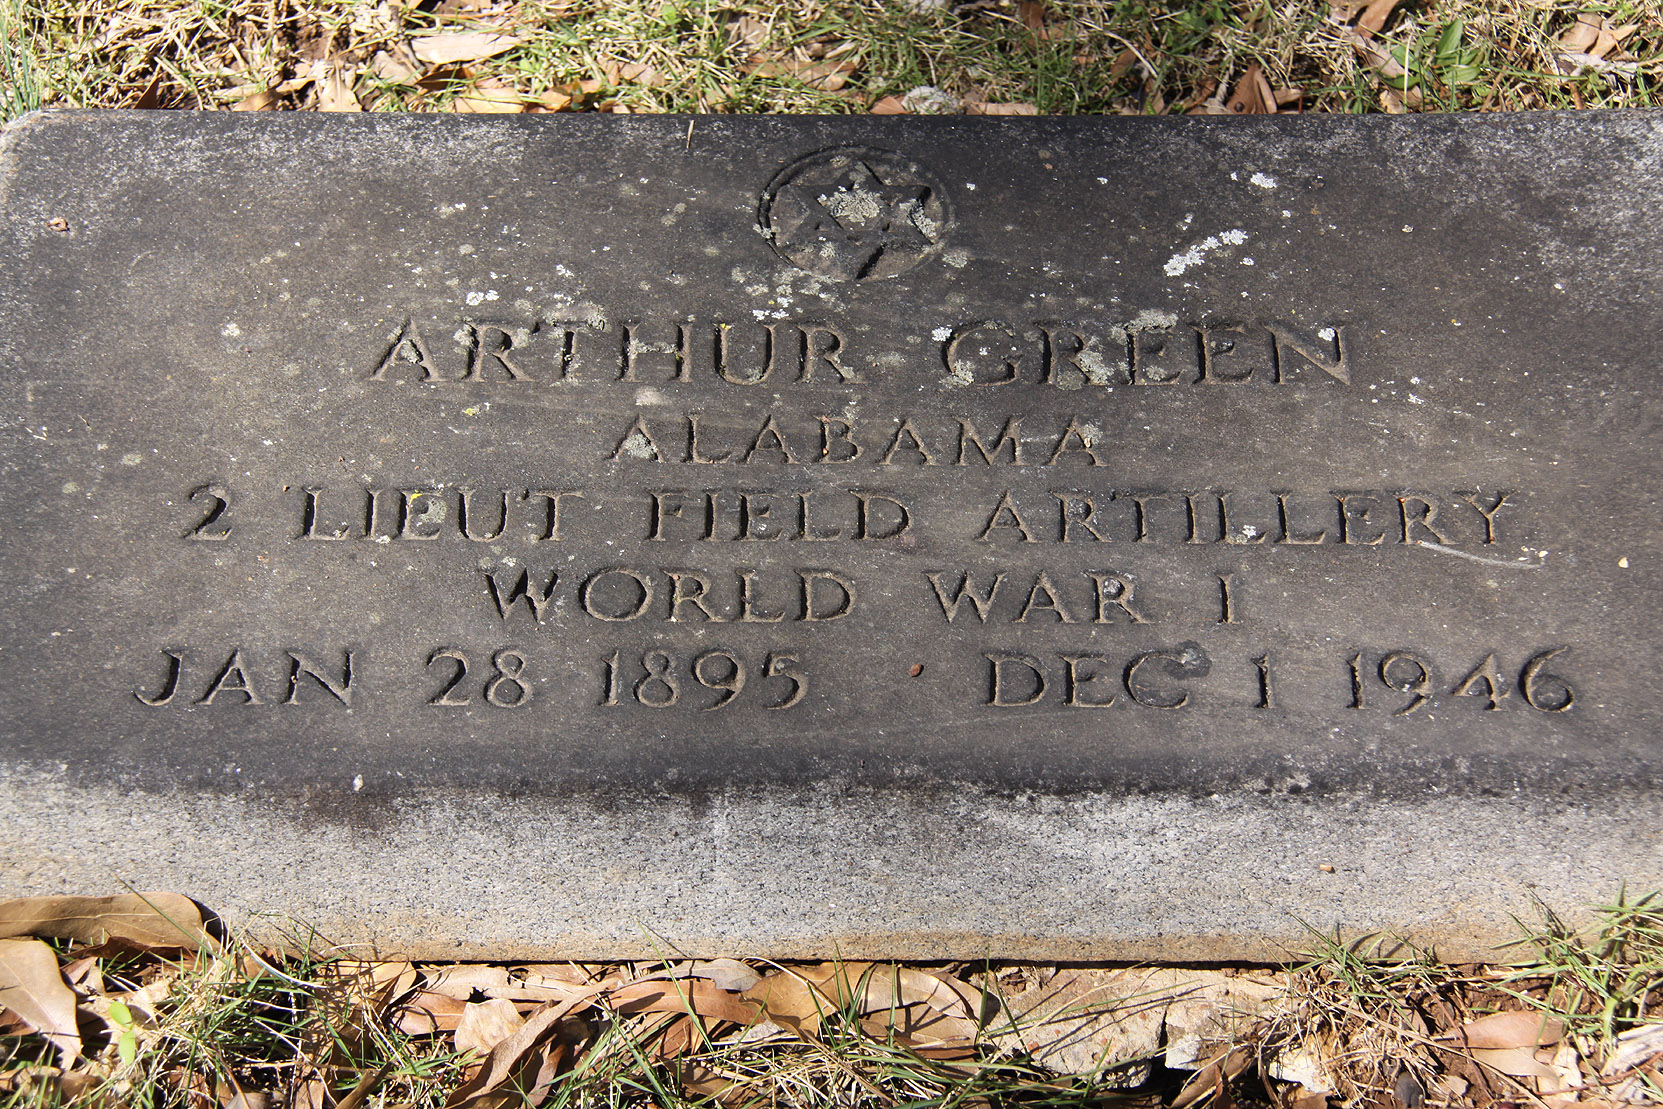 ARTHUR GREEN
ALABAMA
2 LIEUT FIELD ARTILLERY
WORLD WAR I
JAN 28 1895 DEC 1 1946